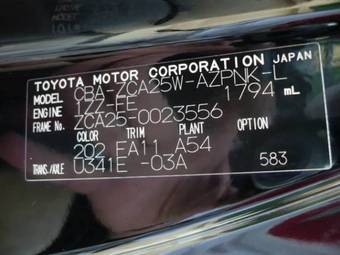 TOYOTA MOTOR CORPORATION JAPAN
MODEL CBA-ZCA25W-AZPNK-L
ENGINE 1ZZ-FE 1794 mL
FRAME No. ZCA25-0023556
COLOR TRIM PLANT OPTION
202 FA11 A54
TRANS./AXLE U341E -03A 583